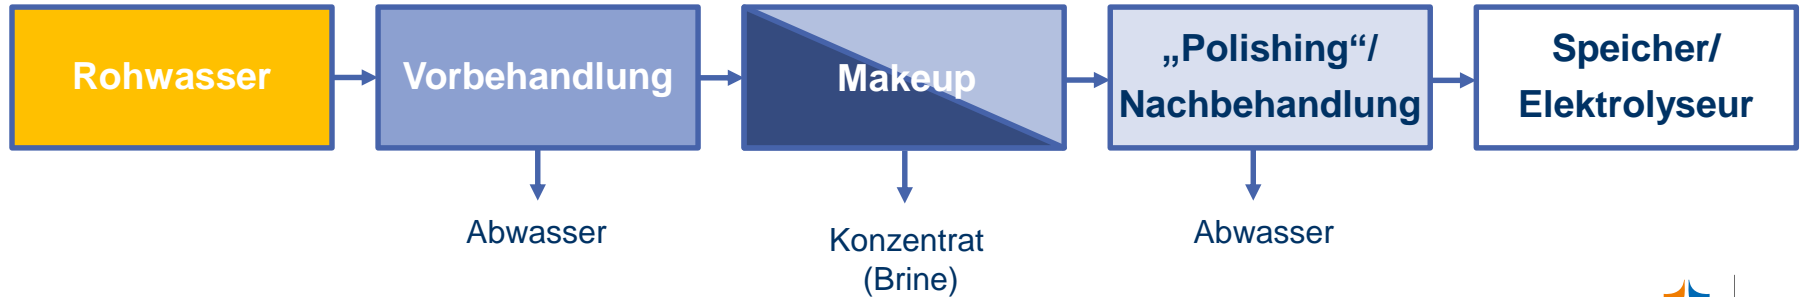 Rohwasser
Vorbehandlung
Makeup
„Polishing“/
Nachbehandlung
Speicher/
Elektrolyseur
Abwasser
Konzentrat
(Brine)
Abwasser